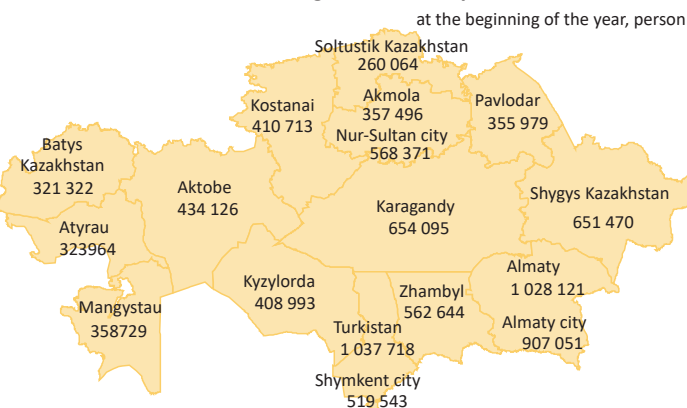 at the beginning of the year, person
Soltustik Kazakhstan
260 064
Akmola
357 496
Nur-Sultan city
568 371
Kostanai
410 713
Pavlodar
355 979
Batys
Kazakhstan
321 322
Aktobe
434 126
Atyrau
323964
Mangystau
358729
Karagandy
654 095
Shygys Kazakhstan
651 470
Kyzylorda
408 993
Zhambyl
562 644
Almaty
1 028 121
Almaty city
907 051
Turkistan
1 037 718
Shymkent city
519 543